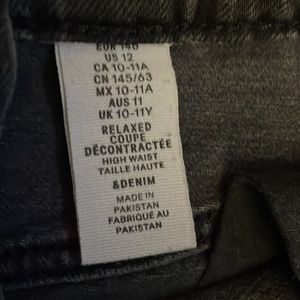 EUR 146
US 12
CA 10-11A
CN 145/63
MX 10-11A
AUS 11
UK 10-11Y
RELAXED
COUPE
DÉCONTRACTÉE
HIGH WAIST
TAILLE HAUTE
&DENIM
MADE IN
PAKISTAN
FABRIQUÉ AU
PAKISTAN